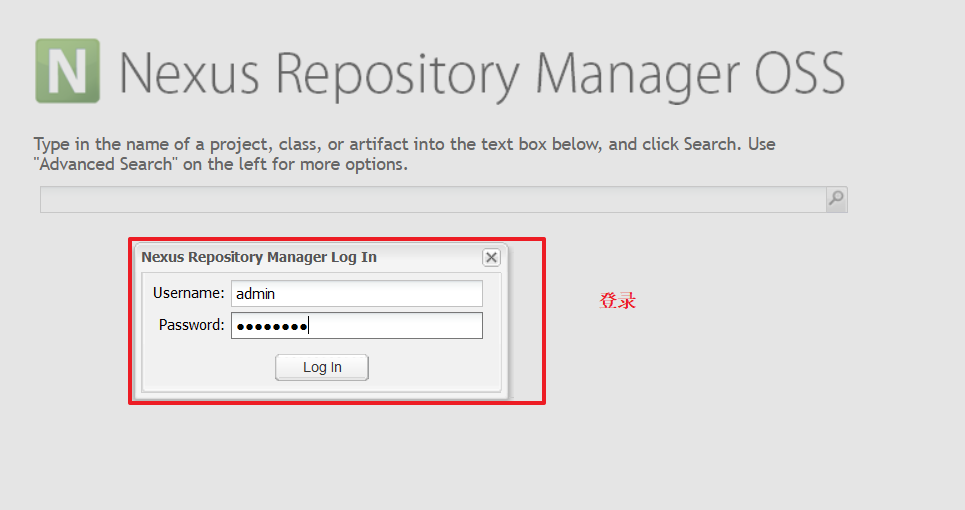 N Nexus Repository Manager OSS
Type in the name of a project, class, or artifact into the text box below, and click Search. Use
"Advanced Search" on the left for more options.
Nexus Repository Manager Log In
Username: admin
Password: ●●●●●●●●
登录
Log In